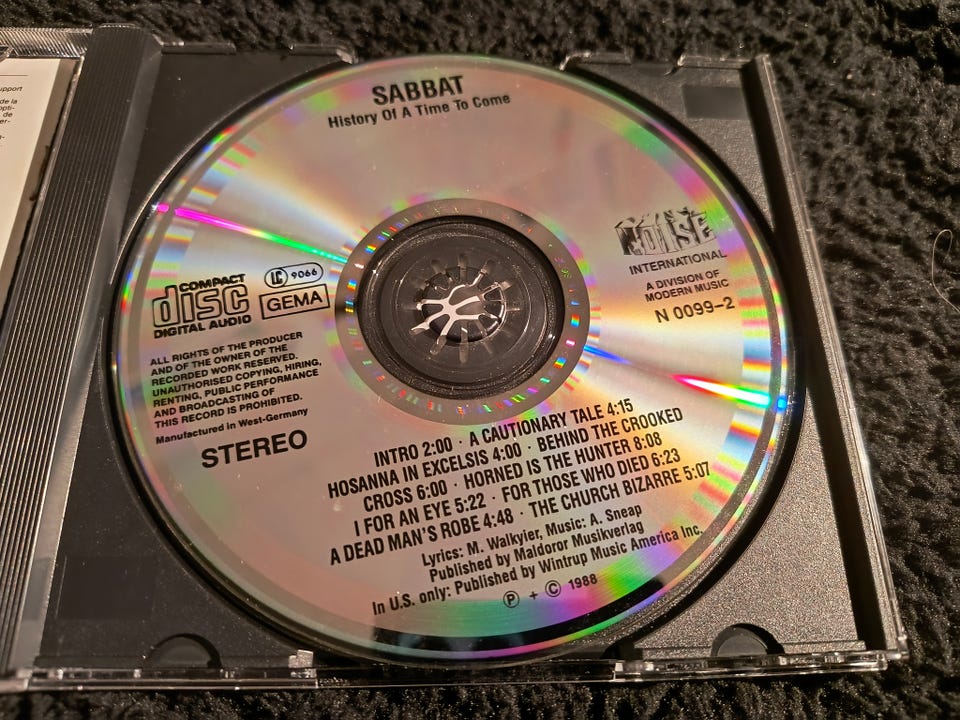 upport
de la
opti-
de
er-
SABBAT
History Of A Time To Come
NOISE
INTERNATIONAL
A DIVISION OF
MODERN MUSIC
N 0099-2
COMPACT
disc
DIGITAL AUDIO
LC 9066
GEMA
ALL RIGHTS OF THE PRODUCER
AND OF THE OWNER OF THE
RECORDED WORK RESERVED.
UNAUTHORISED COPYING, HIRING,
RENTING, PUBLIC PERFORMANCE
AND BROADCASTING OF
THIS RECORD IS PROHIBITED.
Manufactured in West-Germany
STEREO
INTRO 2:00 · A CAUTIONARY TALE 4:15
HOSANNA IN EXCELSIS 4:00 · BEHIND THE CROOKED
CROSS 6:00 · HORNED IS THE HUNTER 8:08
I FOR AN EYE 5:22 · FOR THOSE WHO DIED 6:23
A DEAD MAN'S ROBE 4:48 · THE CHURCH BIZARRE 5:07
Lyrics: M. Walkyier, Music: A. Sneap
Published by Maldoror Musikverlag
In U.S. only: Published by Wintrup Music America Inc.
Ⓟ + © 1988